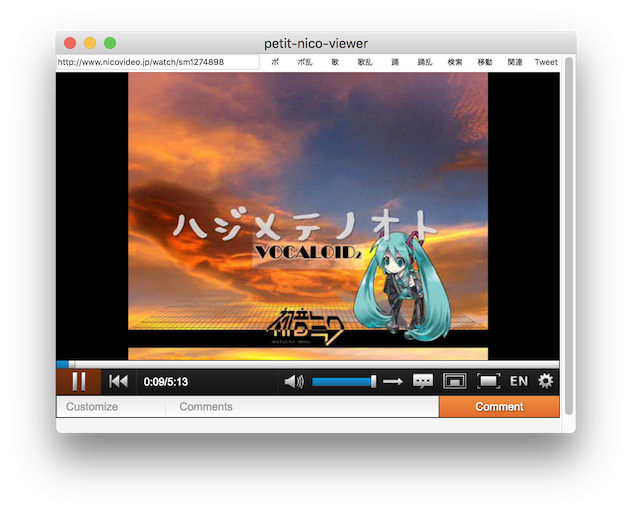 petit-nico-viewer
http://www.nicovideo.jp/watch/sm1274898 ボ ボ乱 歌 歌乱 踊 踊乱 検索 移動 関連 Tweet
ハジメテノオト
VOCALOID2
初音ミク
HATSUNE MIKU
0:09/5:13 EN
Customize Comments Comment